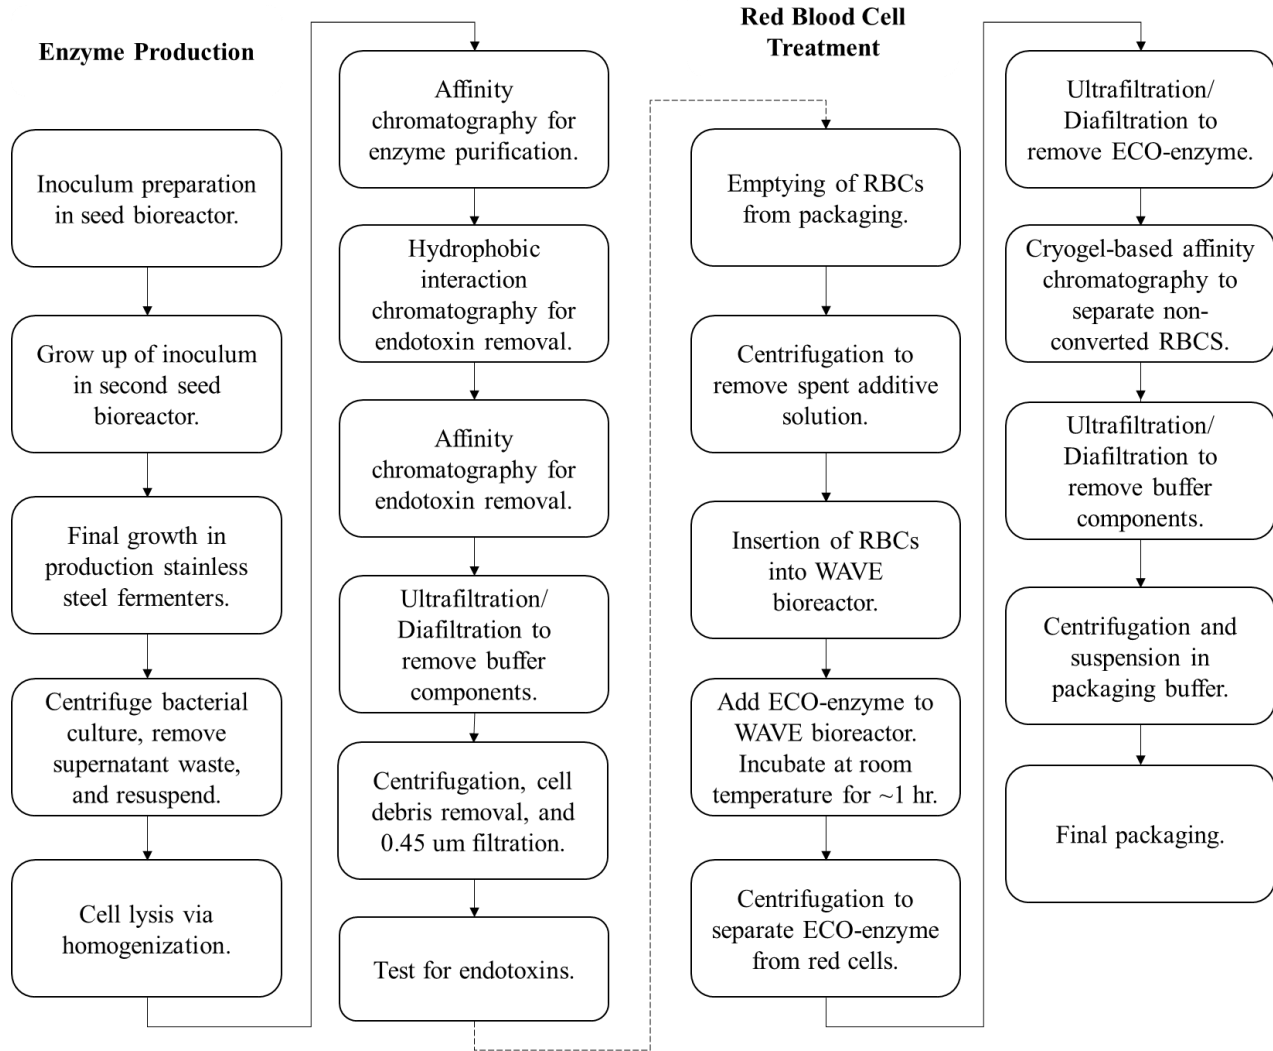 Enzyme Production
Inoculum preparation
in seed bioreactor.
Grow up of inoculum
in second seed
bioreactor.
Final growth in
production stainless
steel fermenters.
Centrifuge bacterial
culture, remove
supernatant waste,
and resuspend.
Cell lysis via
homogenization.
Affinity
chromatography for
enzyme purification.
Hydrophobic
interaction
chromatography for
endotoxin removal.
Affinity
chromatography for
endotoxin removal.
Ultrafiltration/
Diafiltration to
remove buffer
components.
Centrifugation, cell
debris removal, and
0.45 um filtration.
Test for endotoxins.
Red Blood Cell
Treatment
Emptying of RBCs
from packaging.
Centrifugation to
remove spent additive
solution.
Insertion of RBCs
into WAVE
bioreactor.
Add ECO-enzyme to
WAVE bioreactor.
Incubate at room
temperature for ~1 hr.
Centrifugation to
separate ECO-enzyme
from red cells.
Ultrafiltration/
Diafiltration to
remove ECO-enzyme.
Cryogel-based affinity
chromatography to
separate non-
converted RBCS.
Ultrafiltration/
Diafiltration to
remove buffer
components.
Centrifugation and
suspension in
packaging buffer.
Final packaging.